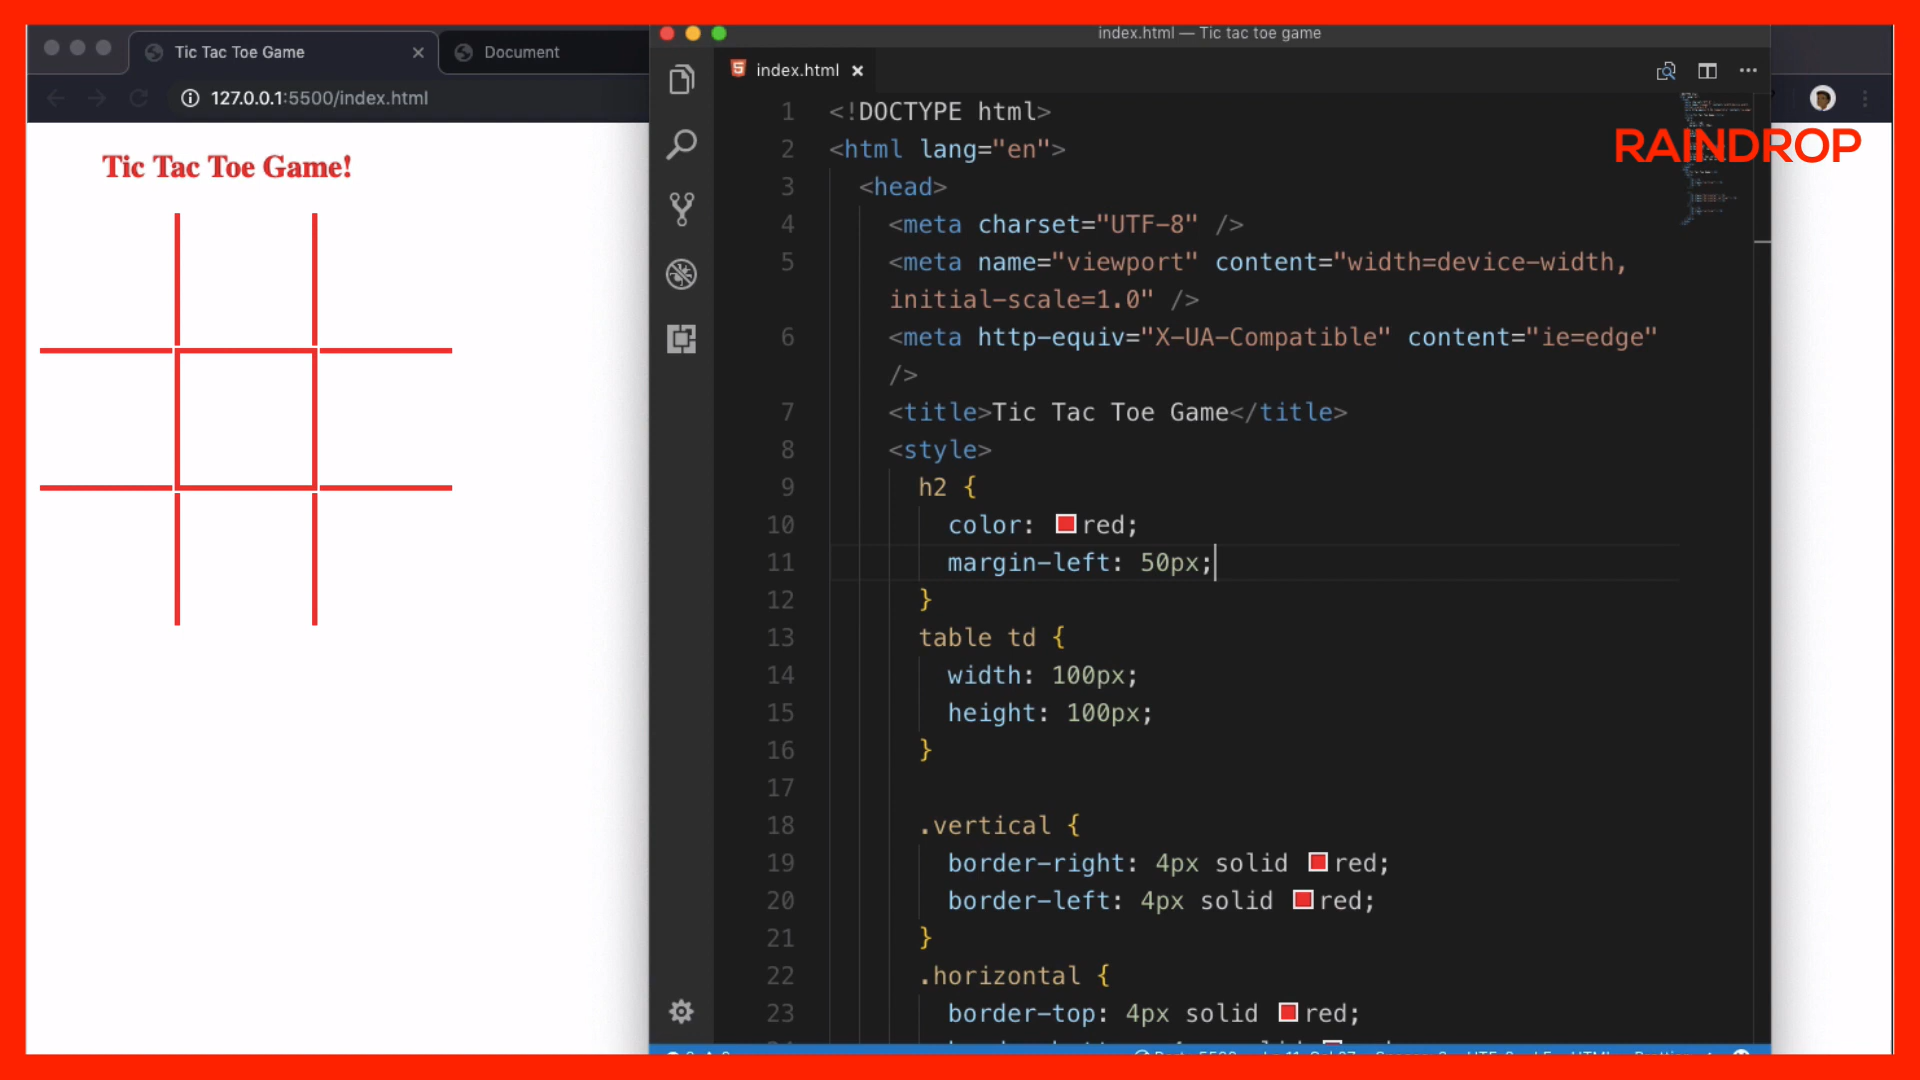 Tic Tac Toe Game
Document
127.0.0.1:5500/index.html
Tic Tac Toe Game!
index.html — Tic tac toe game
index.html
RAINDROP
1 <!DOCTYPE html>
2 <html lang="en">
3 <head>
4 <meta charset="UTF-8" />
5 <meta name="viewport" content="width=device-width,
initial-scale=1.0" />
6 <meta http-equiv="X-UA-Compatible" content="ie=edge"
/>
7 <title>Tic Tac Toe Game</title>
8 <style>
9 h2 {
10 color: red;
11 margin-left: 50px;
12 }
13 table td {
14 width: 100px;
15 height: 100px;
16 }
17
18 .vertical {
19 border-right: 4px solid red;
20 border-left: 4px solid red;
21 }
22 .horizontal {
23 border-top: 4px solid red;